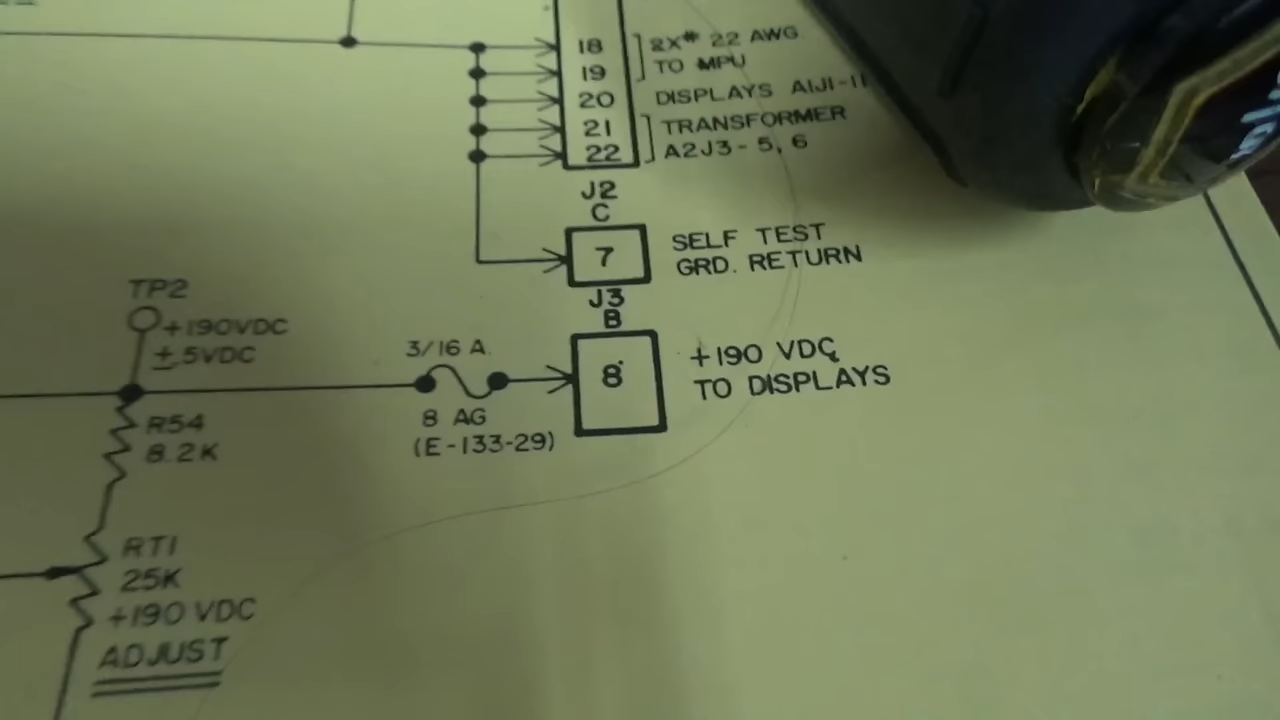 18
19
20
21
22
2X# 22 AWG
TO MPU
DISPLAYS A1J1-11
TRANSFORMER
A2J3-5, 6
J2
C
7
SELF TEST
GRD. RETURN
J3
B
8
+190 VDC
TO DISPLAYS
TP2
+190VDC
±5VDC
3/16 A.
8 AG
(E-133-29)
R54
8.2K
RT1
25K
+190 VDC
ADJUST